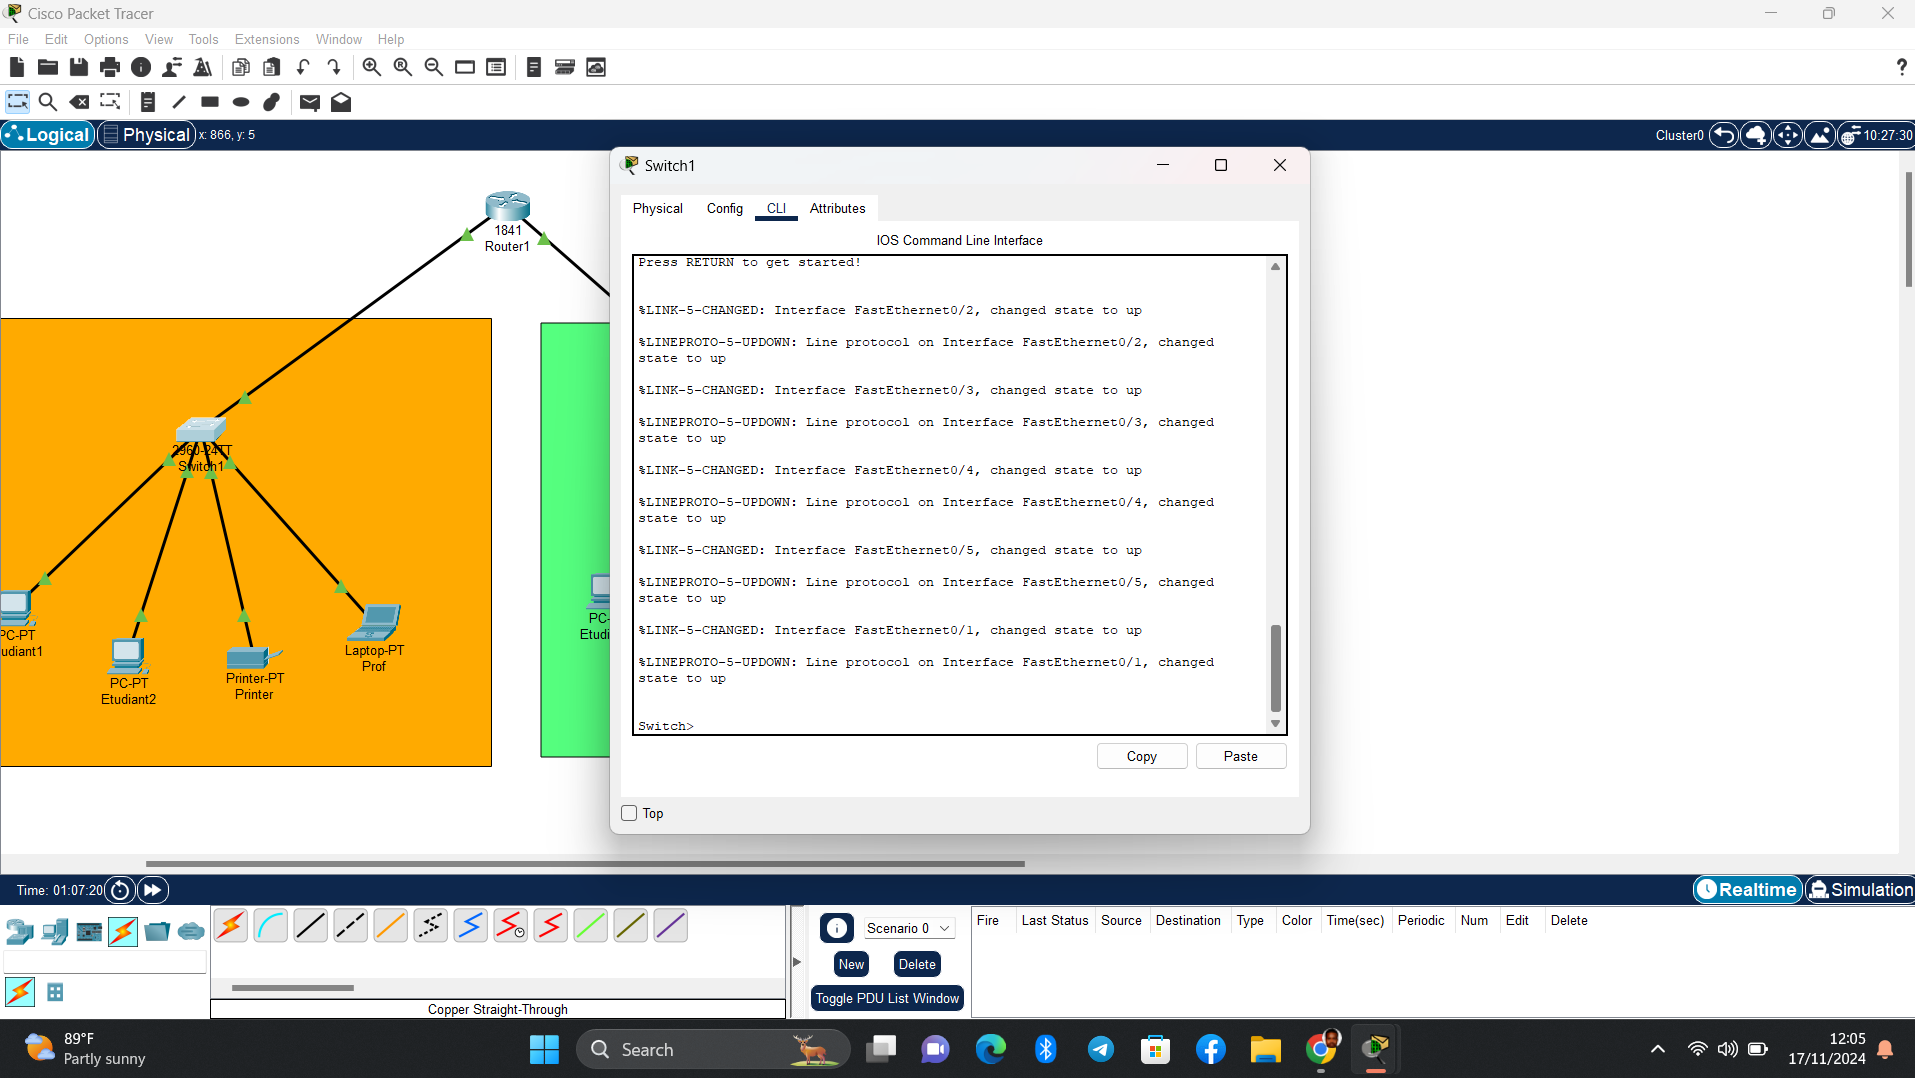 Cisco Packet Tracer
File Edit Options View Tools Extensions Window Help
?
Logical Physical x: 866, y: 5
Cluster0 10:27:30
1841
Router1
2960-24TT
Switch1
PC-PT
udiant1
PC-PT
Etudiant2
Printer-PT
Printer
Laptop-PT
Prof
PC-
Etudi
Switch1
Physical Config CLI Attributes
IOS Command Line Interface
Press RETURN to get started!
%LINK-5-CHANGED: Interface FastEthernet0/2, changed state to up
%LINEPROTO-5-UPDOWN: Line protocol on Interface FastEthernet0/2, changed
state to up
%LINK-5-CHANGED: Interface FastEthernet0/3, changed state to up
%LINEPROTO-5-UPDOWN: Line protocol on Interface FastEthernet0/3, changed
state to up
%LINK-5-CHANGED: Interface FastEthernet0/4, changed state to up
%LINEPROTO-5-UPDOWN: Line protocol on Interface FastEthernet0/4, changed
state to up
%LINK-5-CHANGED: Interface FastEthernet0/5, changed state to up
%LINEPROTO-5-UPDOWN: Line protocol on Interface FastEthernet0/5, changed
state to up
%LINK-5-CHANGED: Interface FastEthernet0/1, changed state to up
%LINEPROTO-5-UPDOWN: Line protocol on Interface FastEthernet0/1, changed
state to up
Switch>
Copy Paste
Top
Time: 01:07:20
Realtime Simulation
Scenario 0
New Delete
Toggle PDU List Window
Fire Last Status Source Destination Type Color Time(sec) Periodic Num Edit Delete
Copper Straight-Through
89°F
Partly sunny
Search
12:05
17/11/2024